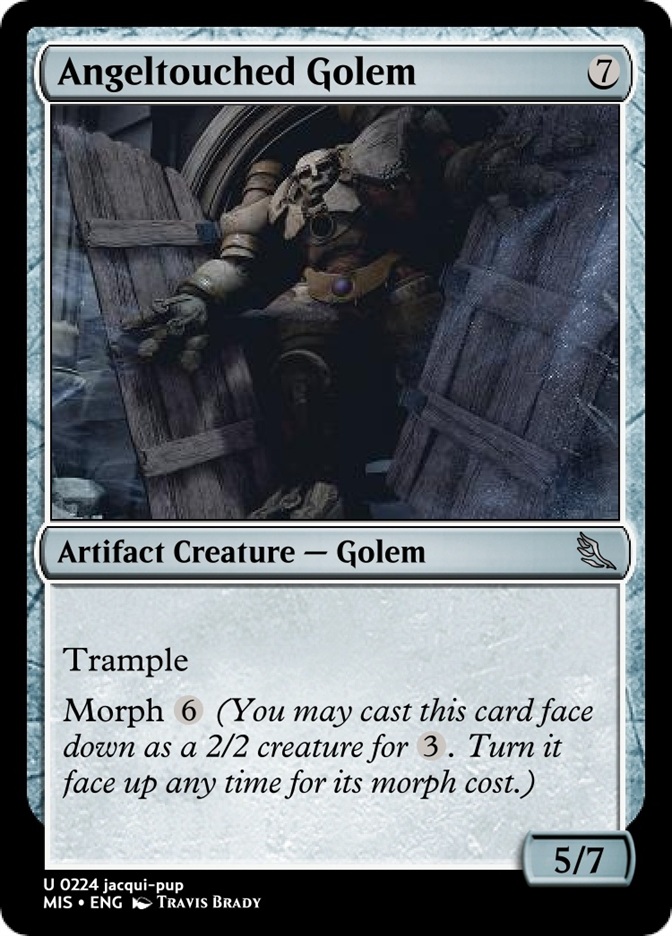 Angeltouched Golem 7
Artifact Creature — Golem
Trample
Morph 6 (You may cast this card face
down as a 2/2 creature for 3. Turn it
face up any time for its morph cost.)
5/7
U 0224 jacqui-pup
MIS • ENG Travis Brady